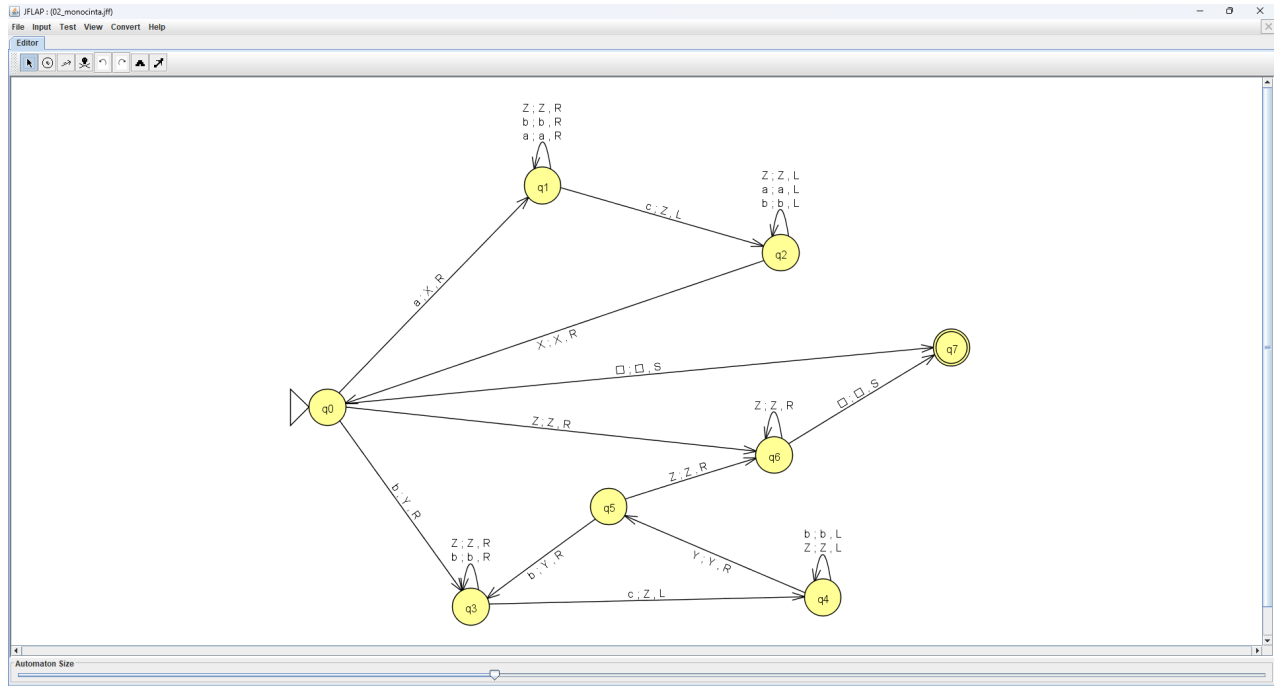 JFLAP : (02_monocinta.jff)
File Input Test View Convert Help
Editor
Z ; Z , R
b ; b , R
a ; a , R
q1
Z ; Z , L
a ; a , L
b ; b , L
c ; Z , L
q2
a ; X , R
X ; X , R
q7
□ ; □ , S
q0
Z ; Z , R
Z ; Z , R
□ ; □ , S
q6
Z ; Z , R
b ; Y , R
q5
Z ; Z , R
b ; b , R
b ; Y , R
Y ; Y , R
b ; b , L
Z ; Z , L
q3
c ; Z , L
q4
Automaton Size